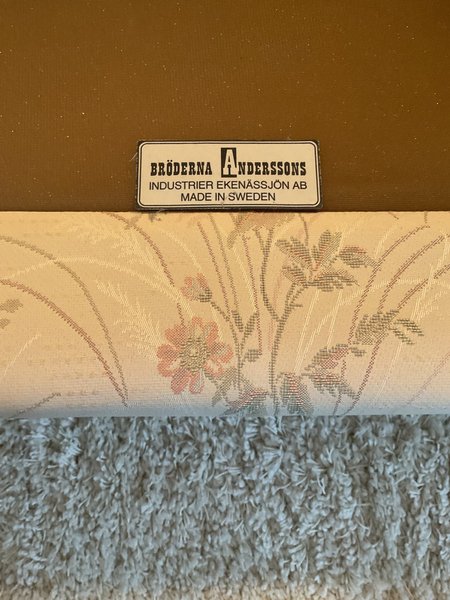 BRÖDERNA ANDERSSONS
INDUSTRIER EKENÄSSJÖN AB
MADE IN SWEDEN